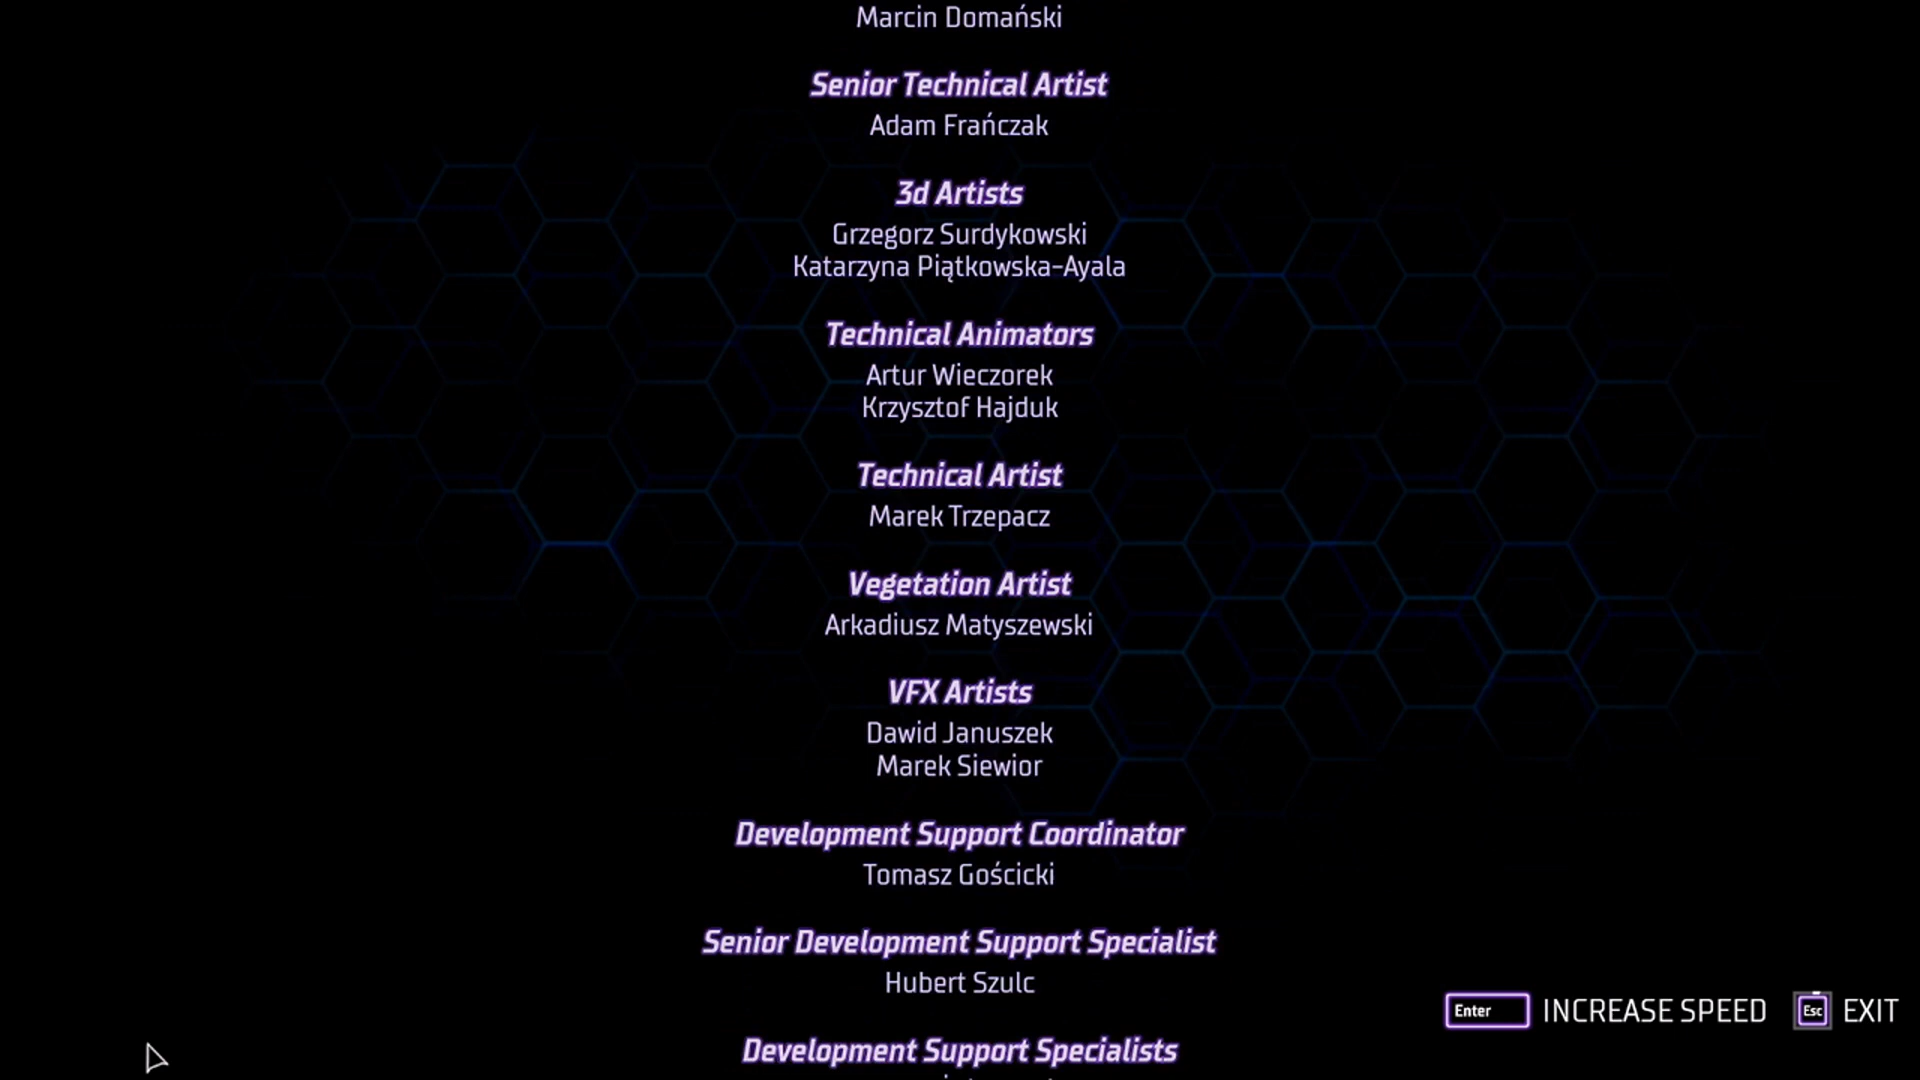 Marcin Domański
Senior Technical Artist
Adam Frańczak
3d Artists
Grzegorz Surdykowski
Katarzyna Piątkowska-Ayala
Technical Animators
Artur Wieczorek
Krzysztof Hajduk
Technical Artist
Marek Trzepacz
Vegetation Artist
Arkadiusz Matyszewski
VFX Artists
Dawid Januszek
Marek Siewior
Development Support Coordinator
Tomasz Gościcki
Senior Development Support Specialist
Hubert Szulc
Enter INCREASE SPEED Esc EXIT
Development Support Specialists